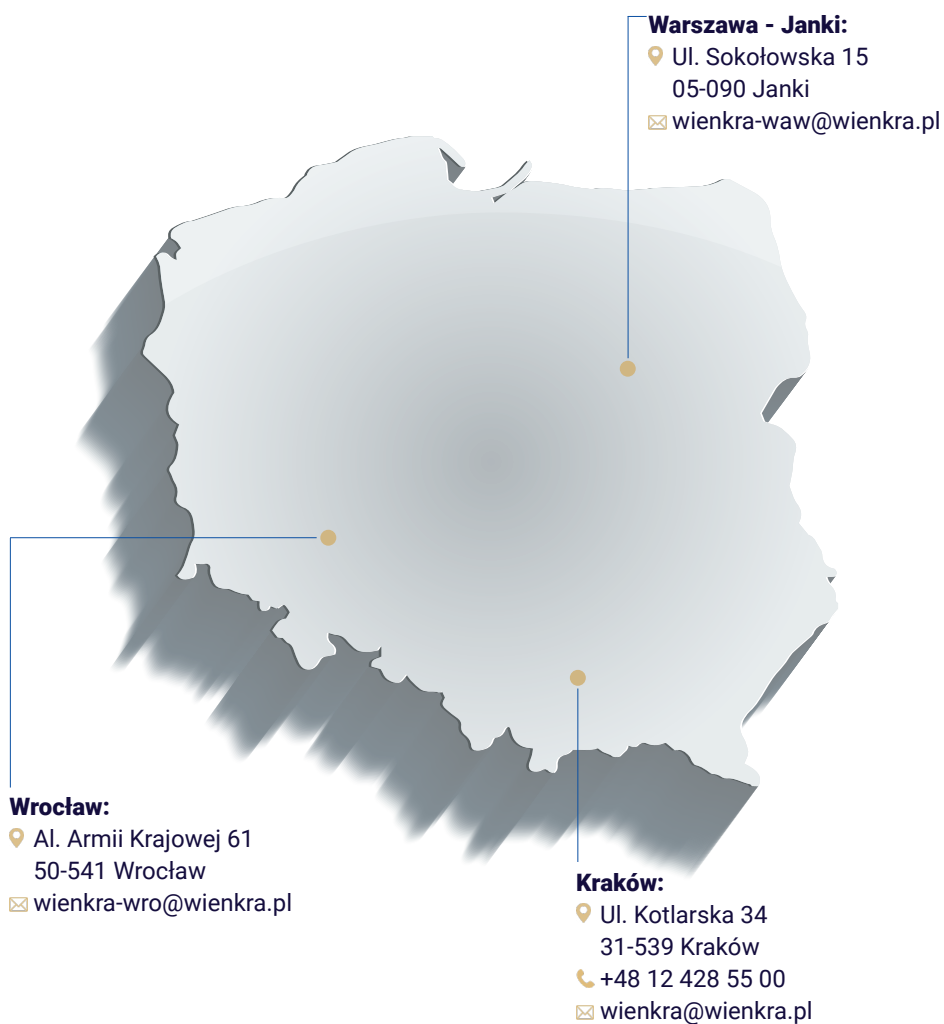 Warszawa - Janki:
Ul. Sokołowska 15
05-090 Janki
wienkra-waw@wienkra.pl
Wrocław:
Al. Armii Krajowej 61
50-541 Wrocław
wienkra-wro@wienkra.pl
Kraków:
Ul. Kotlarska 34
31-539 Kraków
+48 12 428 55 00
wienkra@wienkra.pl